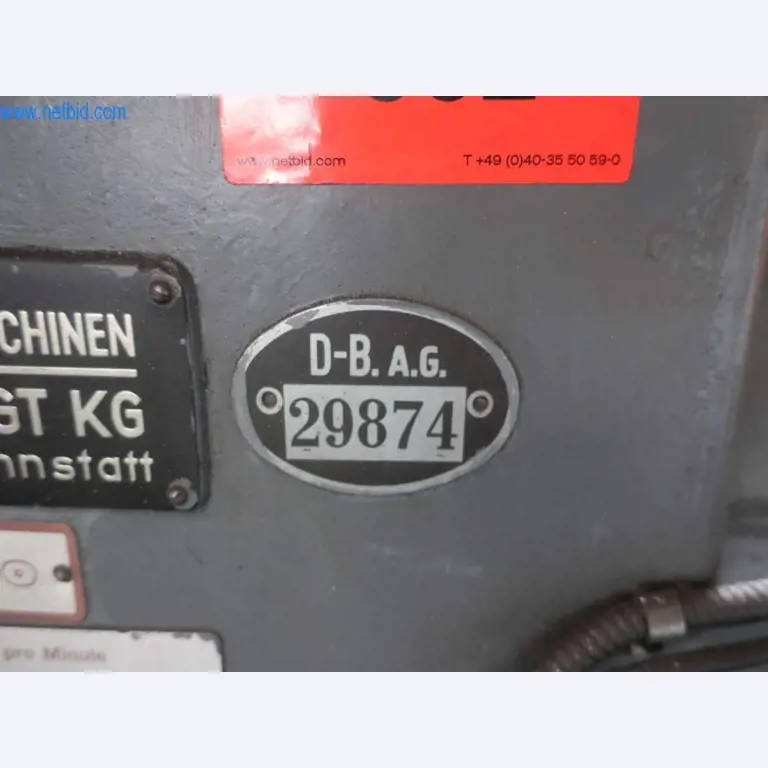 www.netbid.com
www.netbid.com T +49 (0)40-35 50 59-0
CHINEN
GT KG
nnstatt
D-B. A.G.
29874
pro Minute